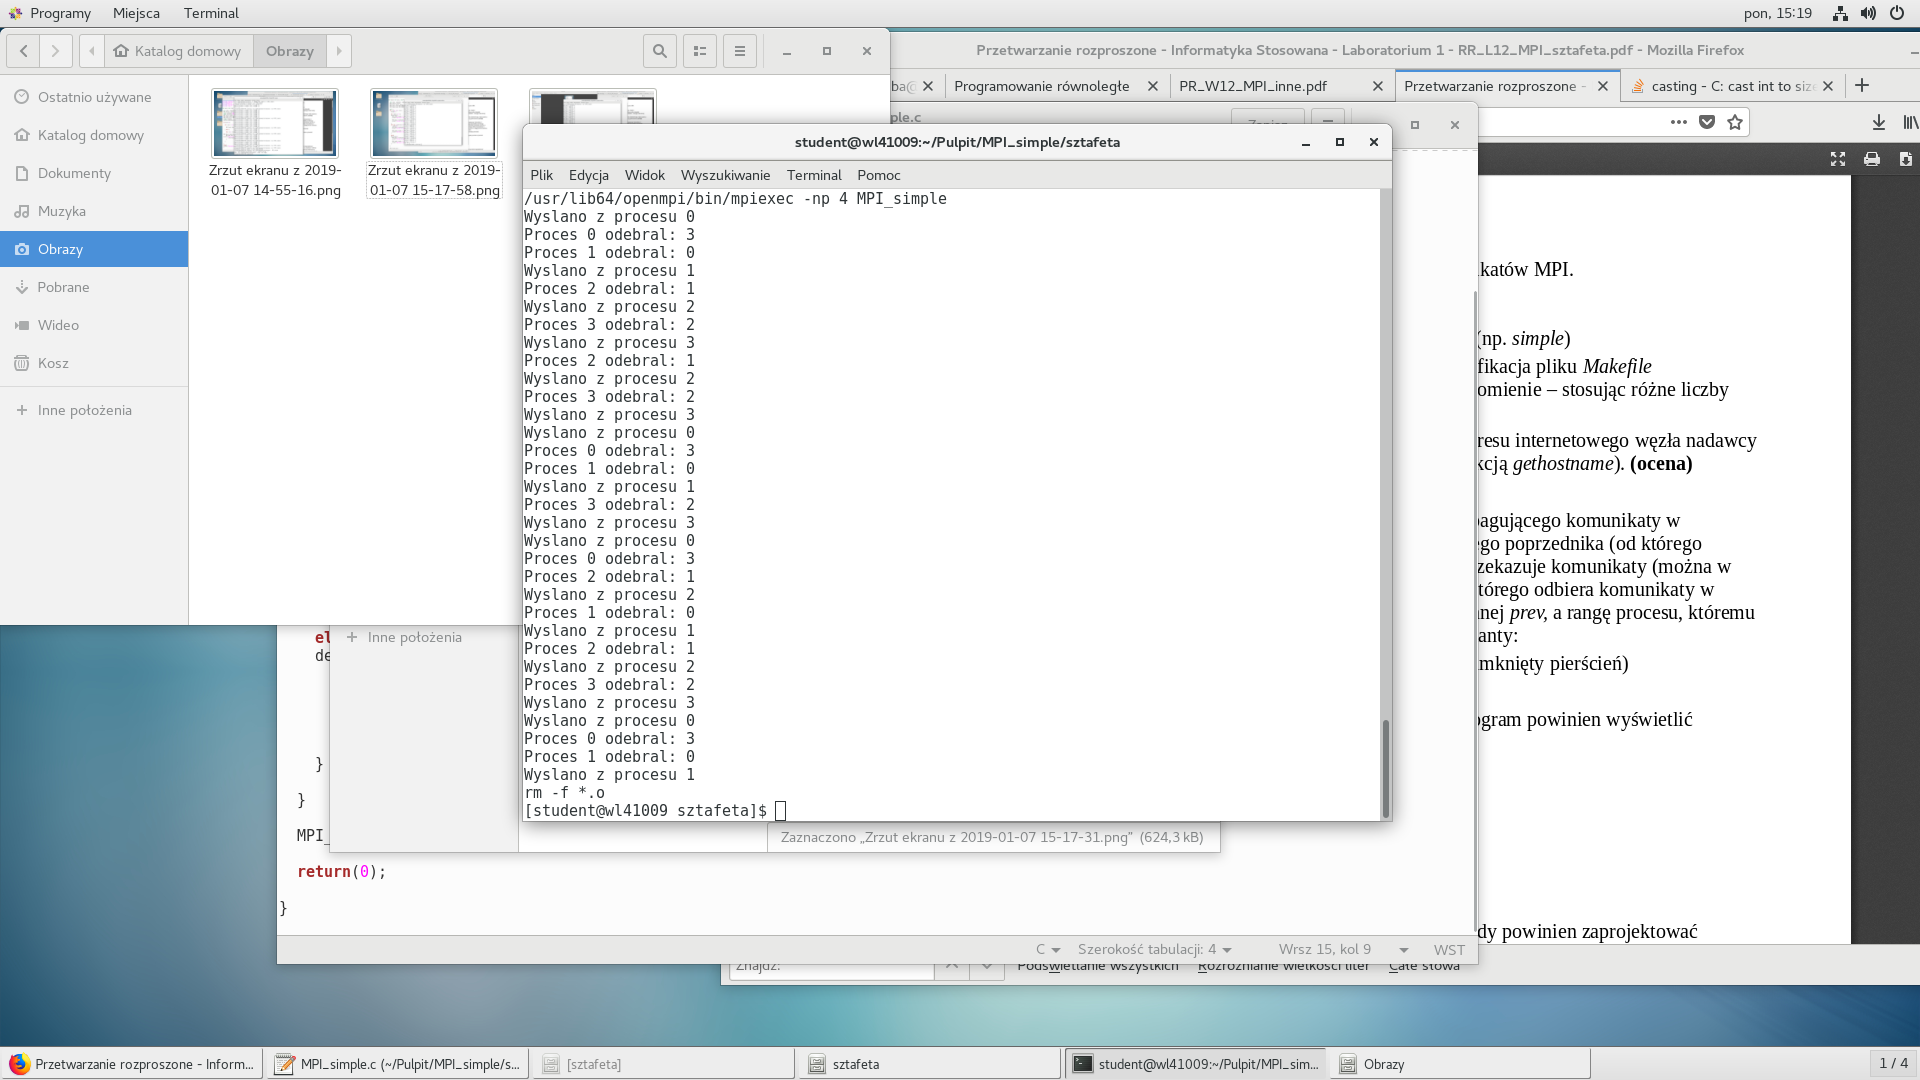 Programy Miejsca Terminal pon, 15:19
Katalog domowy Obrazy
Ostatnio używane
Katalog domowy
Dokumenty
Muzyka
Obrazy
Pobrane
Wideo
Kosz
Inne położenia
Zrzut ekranu z 2019-
01-07 14-55-16.png
Zrzut ekranu z 2019-
01-07 15-17-58.png
Przetwarzanie rozproszone - Informatyka Stosowana - Laboratorium 1 - RR_L12_MPI_sztafeta.pdf - Mozilla Firefox
ba@ Programowanie równoległe PR_W12_MPI_inne.pdf Przetwarzanie rozproszone - casting - C: cast int to size
student@wl41009:~/Pulpit/MPI_simple/sztafeta
Plik Edycja Widok Wyszukiwanie Terminal Pomoc
/usr/lib64/openmpi/bin/mpiexec -np 4 MPI_simple
Wyslano z procesu 0
Proces 0 odebral: 3
Proces 1 odebral: 0
Wyslano z procesu 1
Proces 2 odebral: 1
Wyslano z procesu 2
Proces 3 odebral: 2
Wyslano z procesu 3
Proces 2 odebral: 1
Wyslano z procesu 2
Proces 3 odebral: 2
Wyslano z procesu 3
Wyslano z procesu 0
Proces 0 odebral: 3
Proces 1 odebral: 0
Wyslano z procesu 1
Proces 3 odebral: 2
Wyslano z procesu 3
Wyslano z procesu 0
Proces 0 odebral: 3
Proces 2 odebral: 1
Wyslano z procesu 2
Proces 1 odebral: 0
Wyslano z procesu 1
Proces 2 odebral: 1
Wyslano z procesu 2
Proces 3 odebral: 2
Wyslano z procesu 3
Wyslano z procesu 0
Proces 0 odebral: 3
Proces 1 odebral: 0
Wyslano z procesu 1
rm -f *.o
[student@wl41009 sztafeta]$
katów MPI.
(np. simple)
fikacja pliku Makefile
omienie – stosując różne liczby
resu internetowego węzła nadawcy
kcją gethostname). (ocena)
pagującego komunikaty w
ego poprzednika (od którego
zekazuje komunikaty (można w
tórego odbiera komunikaty w
nej prev, a rangę procesu, któremu
anty:
mknięty pierścień)
ogram powinien wyświetlić
dy powinien zaprojektować
el
de
}
}
MPI_
return(0);
}
Inne położenia
Zaznaczono „Zrzut ekranu z 2019-01-07 15-17-31.png” (624,3 kB)
C Szerokość tabulacji: 4 Wrsz 15, kol 9 WST
Znajdź: Podświetlanie wszystkich Rozróżnianie wielkości liter Całe słowa
Przetwarzanie rozproszone - Inform... MPI_simple.c (~/Pulpit/MPI_simple/s... [sztafeta] sztafeta student@wl41009:~/Pulpit/MPI_sim... Obrazy 1 / 4